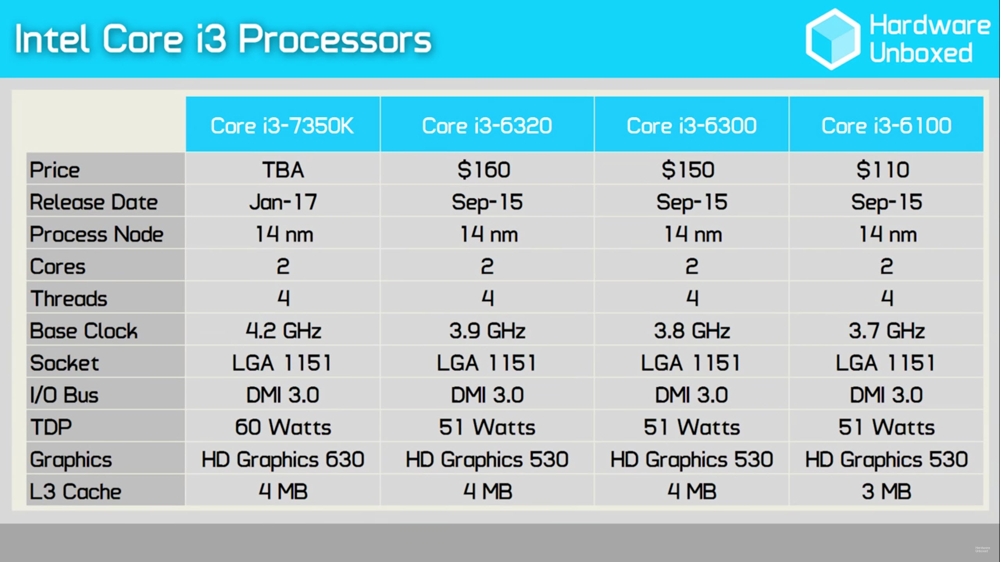 Intel Core i3 Processors
Hardware
Unboxed
Core i3-7350K Core i3-6320 Core i3-6300 Core i3-6100
Price TBA $160 $150 $110
Release Date Jan-17 Sep-15 Sep-15 Sep-15
Process Node 14 nm 14 nm 14 nm 14 nm
Cores 2 2 2 2
Threads 4 4 4 4
Base Clock 4.2 GHz 3.9 GHz 3.8 GHz 3.7 GHz
Socket LGA 1151 LGA 1151 LGA 1151 LGA 1151
I/O Bus DMI 3.0 DMI 3.0 DMI 3.0 DMI 3.0
TDP 60 Watts 51 Watts 51 Watts 51 Watts
Graphics HD Graphics 630 HD Graphics 530 HD Graphics 530 HD Graphics 530
L3 Cache 4 MB 4 MB 4 MB 3 MB
Hardware
Unboxed